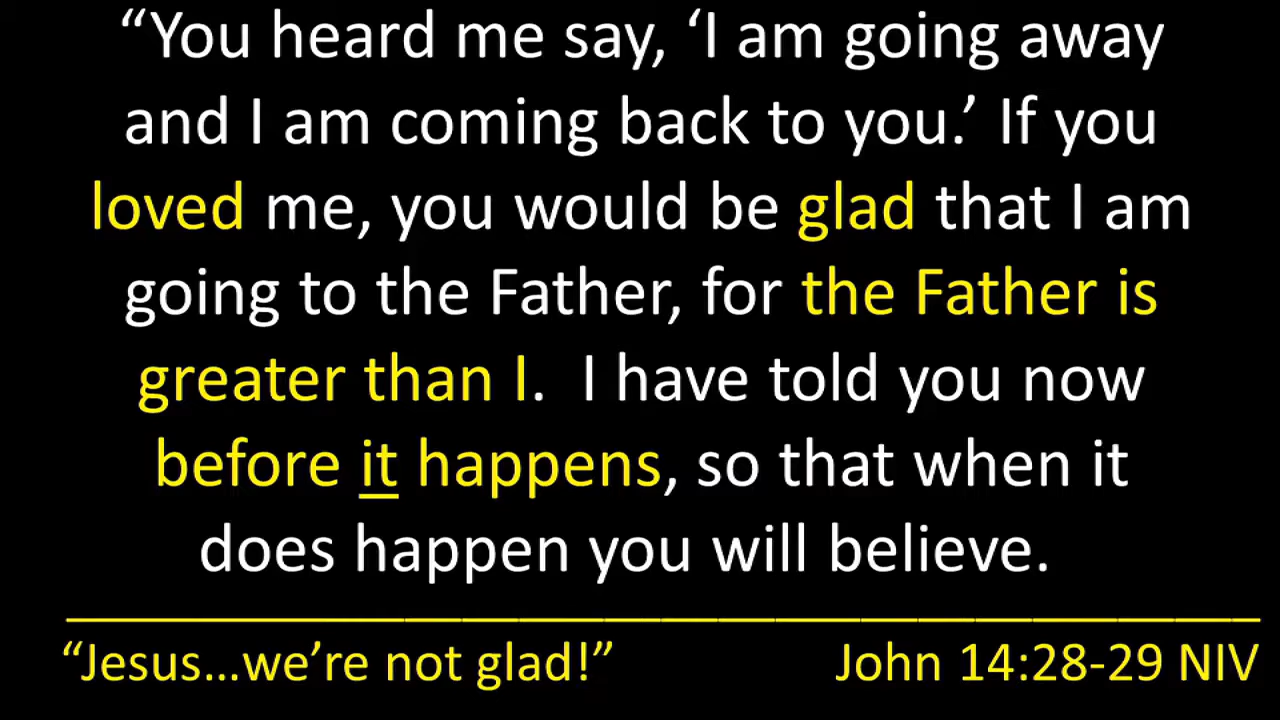 “You heard me say, ‘I am going away
and I am coming back to you.’ If you
loved me, you would be glad that I am
going to the Father, for the Father is
greater than I.  I have told you now
before it happens, so that when it
does happen you will believe.
“Jesus…we’re not glad!” John 14:28-29 NIV